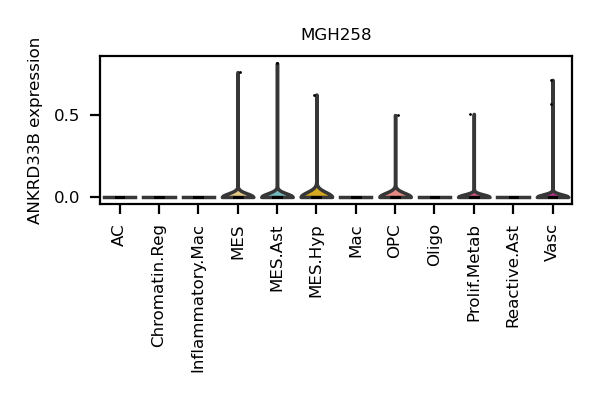 MGH258
ANKRD33B expression
0.5
0.0
AC
Chromatin.Reg
Inflammatory.Mac
MES
MES.Ast
MES.Hyp
Mac
OPC
Oligo
Prolif.Metab
Reactive.Ast
Vasc